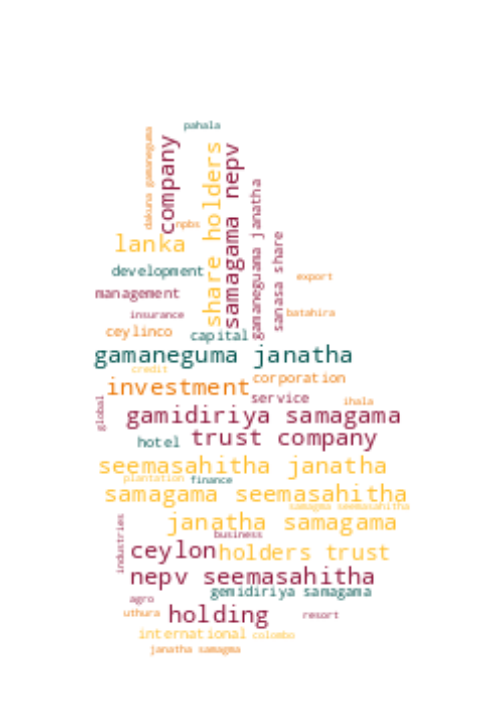 pahala
dakuna gamaneguma
company
share holders
samagama nepv
gamaneguama janatha
sanasa share
npbs
lanka
development
export
management
insurance
batahira
ceylinco
capital
gamaneguma janatha
credit
investment
corporation
service
ihala
global
gamidiriya samagama
hotel
trust company
seemasahitha janatha
plantation
finance
samagama seemasahitha
samagma seemasahitha
janatha samagama
industries
business
ceylon
holders trust
nepv seemasahitha
gemidiriya samagama
agro
uthura
holding
resort
international
colombo
janatha samagma